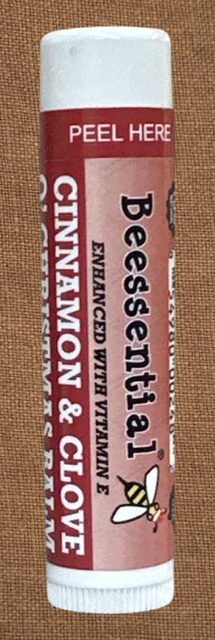 PEEL HERE
Beessential®
ENHANCED WITH VITAMIN E
CINNAMON & CLOVE